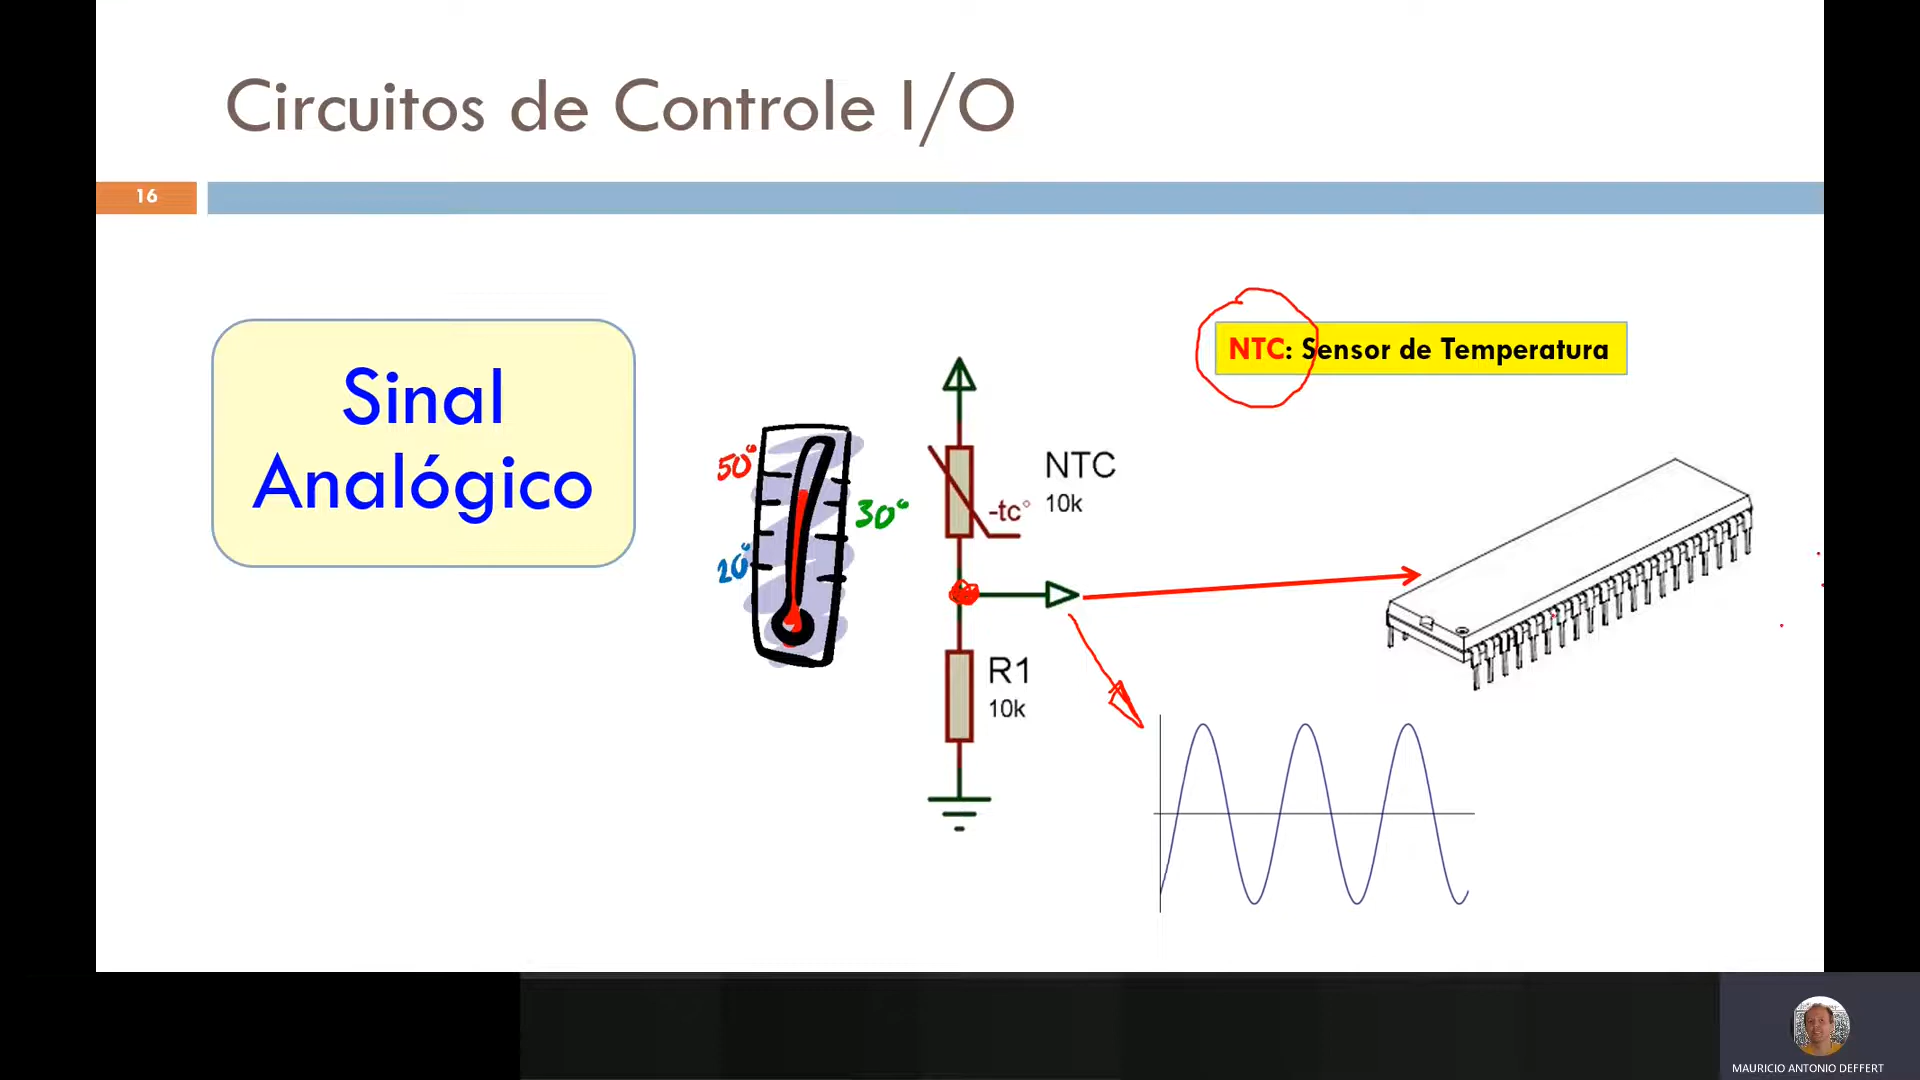 Circuitos de Controle I/O
16
Sinal
Analógico
NTC: Sensor de Temperatura
50°
30°
20°
NTC
10k
-tc°
R1
10k
MAURICIO ANTONIO DEFFERT